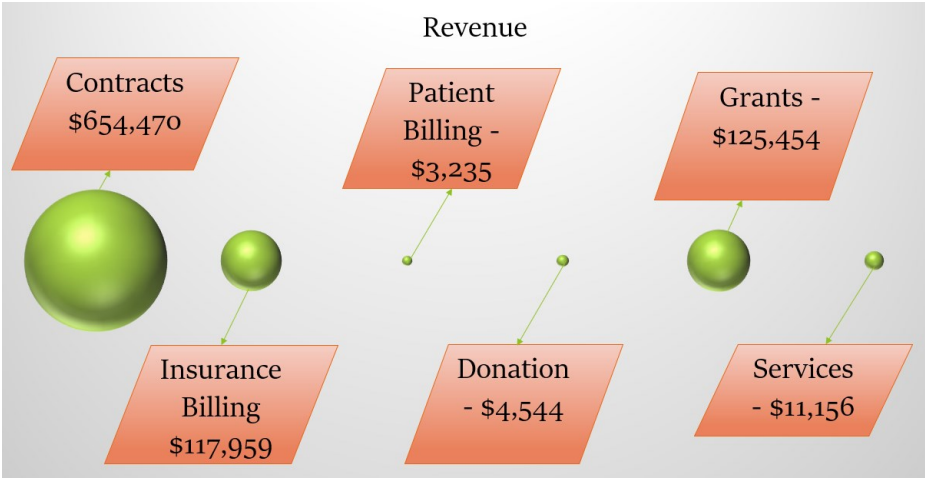 Revenue
Contracts
$654,470
Patient
Billing -
$3,235
Grants -
$125,454
Insurance
Billing
$117,959
Donation
- $4,544
Services
- $11,156